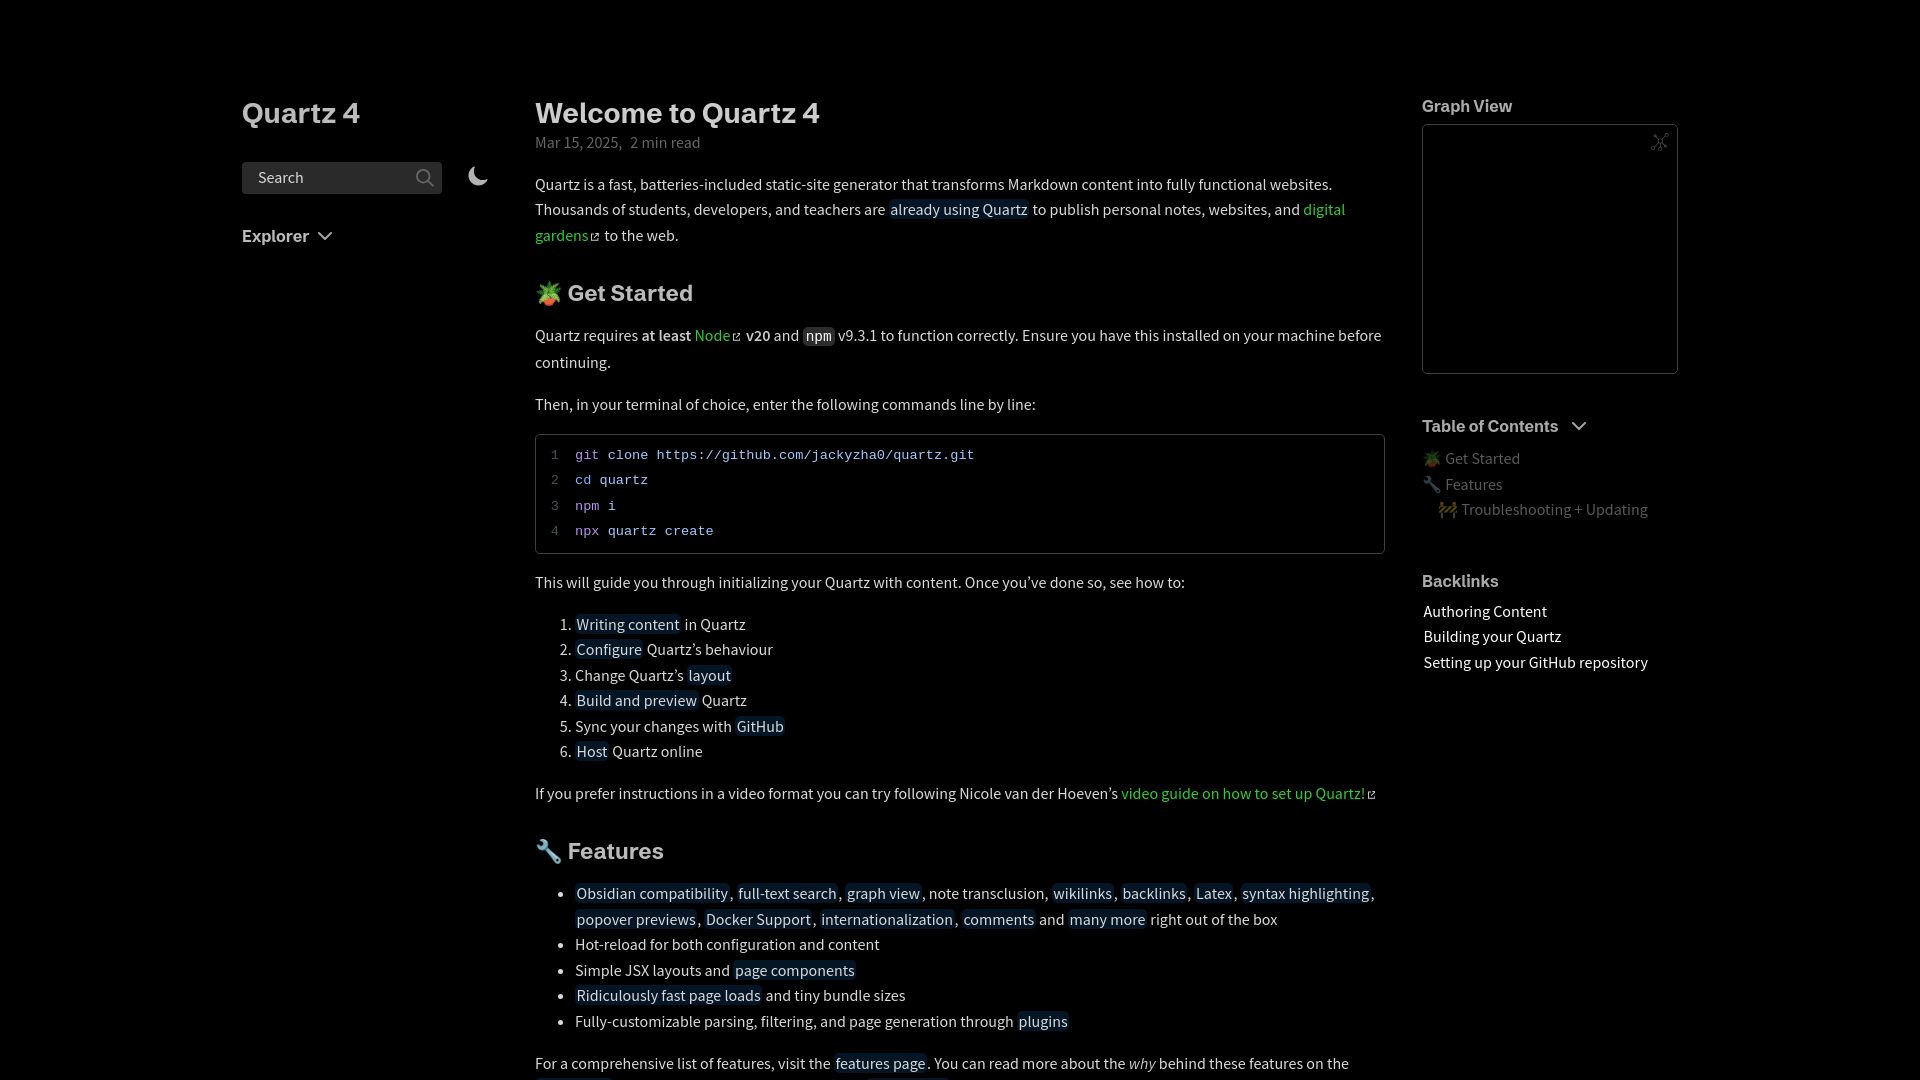 Quartz 4
Search
Explorer
Welcome to Quartz 4
Mar 15, 2025, 2 min read
Quartz is a fast, batteries-included static-site generator that transforms Markdown content into fully functional websites.
Thousands of students, developers, and teachers are already using Quartz to publish personal notes, websites, and digital
gardens to the web.
🪴 Get Started
Quartz requires at least Node v20 and npm v9.3.1 to function correctly. Ensure you have this installed on your machine before
continuing.
Then, in your terminal of choice, enter the following commands line by line:
1 git clone https://github.com/jackyzha0/quartz.git
2 cd quartz
3 npm i
4 npx quartz create
This will guide you through initializing your Quartz with content. Once you’ve done so, see how to:
1. Writing content in Quartz
2. Configure Quartz’s behaviour
3. Change Quartz’s layout
4. Build and preview Quartz
5. Sync your changes with GitHub
6. Host Quartz online
If you prefer instructions in a video format you can try following Nicole van der Hoeven’s video guide on how to set up Quartz!
🔧 Features
• Obsidian compatibility, full-text search, graph view, note transclusion, wikilinks, backlinks, Latex, syntax highlighting,
popover previews, Docker Support, internationalization, comments and many more right out of the box
• Hot-reload for both configuration and content
• Simple JSX layouts and page components
• Ridiculously fast page loads and tiny bundle sizes
• Fully-customizable parsing, filtering, and page generation through plugins
For a comprehensive list of features, visit the features page. You can read more about the why behind these features on the
Graph View
Table of Contents
🪴 Get Started
🔧 Features
🚧 Troubleshooting + Updating
Backlinks
Authoring Content
Building your Quartz
Setting up your GitHub repository